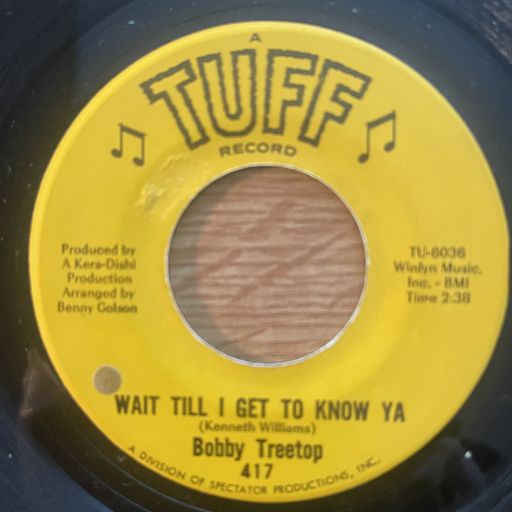 A
TUFF
RECORD
Produced by
A Kera-Dishi
Production
Arranged by
Benny Golson
TU-6036
Winlyn Music,
Inc. - BMI
Time 2:38
WAIT TILL I GET TO KNOW YA
(Kenneth Williams)
Bobby Treetop
417
A DIVISION OF SPECTATOR PRODUCTIONS, INC.